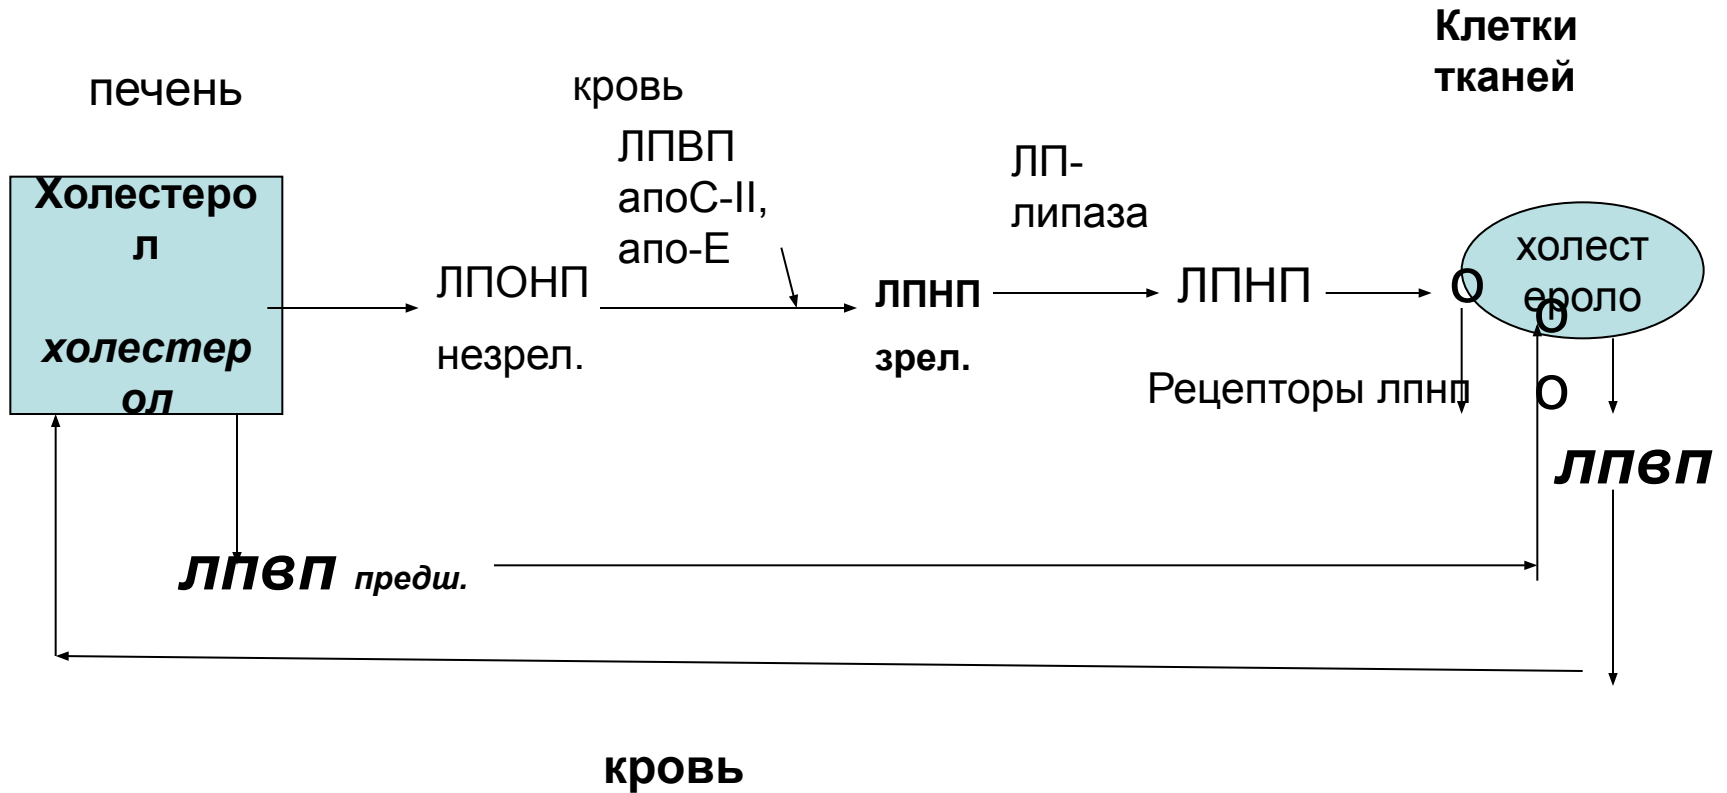 Клетки
тканей
печень
кровь
ЛПВП
апоС-II,
апо-Е
ЛП-
липаза
Холестеро
л
холестер
ол
ЛПОНП
незрел.
лпнп
зрел.
ЛПНП
о
холест
ероло
о
о
Рецепторы лпнп
лпвп
лпвп предш.
кровь